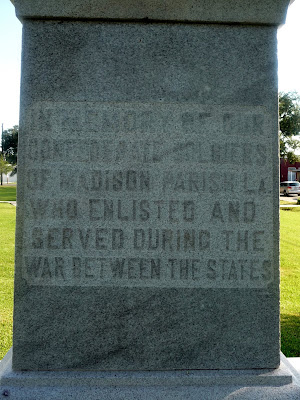 IN MEMORY OF OUR
CONFEDERATE SOLDIERS
OF MADISON PARISH LA.
WHO ENLISTED AND
SERVED DURING THE
WAR BETWEEN THE STATES